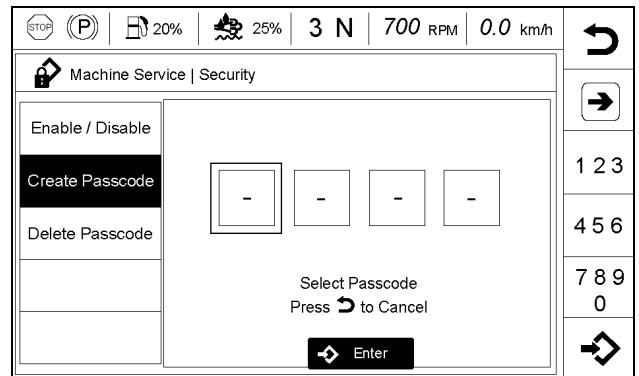 STOP (P) 20% 25% 3 N 700 RPM 0.0 km/h
Machine Service | Security
Enable / Disable
Create Passcode
Delete Passcode
- - - -
Select Passcode
Press to Cancel
Enter
1 2 3
4 5 6
7 8 9
0